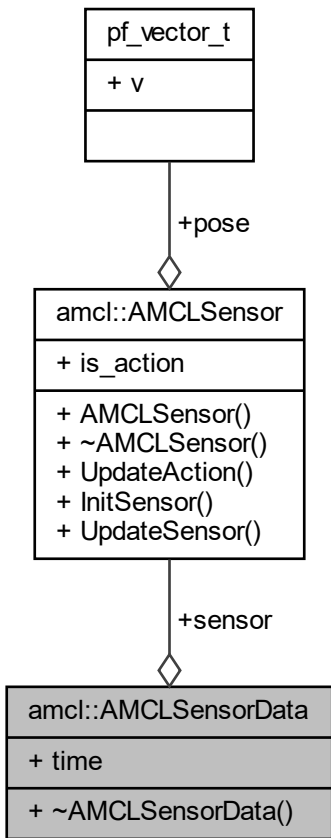 pf_vector_t
+ v
+pose
amcl::AMCLSensor
+ is_action
+ AMCLSensor()
+ ~AMCLSensor()
+ UpdateAction()
+ InitSensor()
+ UpdateSensor()
+sensor
amcl::AMCLSensorData
+ time
+ ~AMCLSensorData()